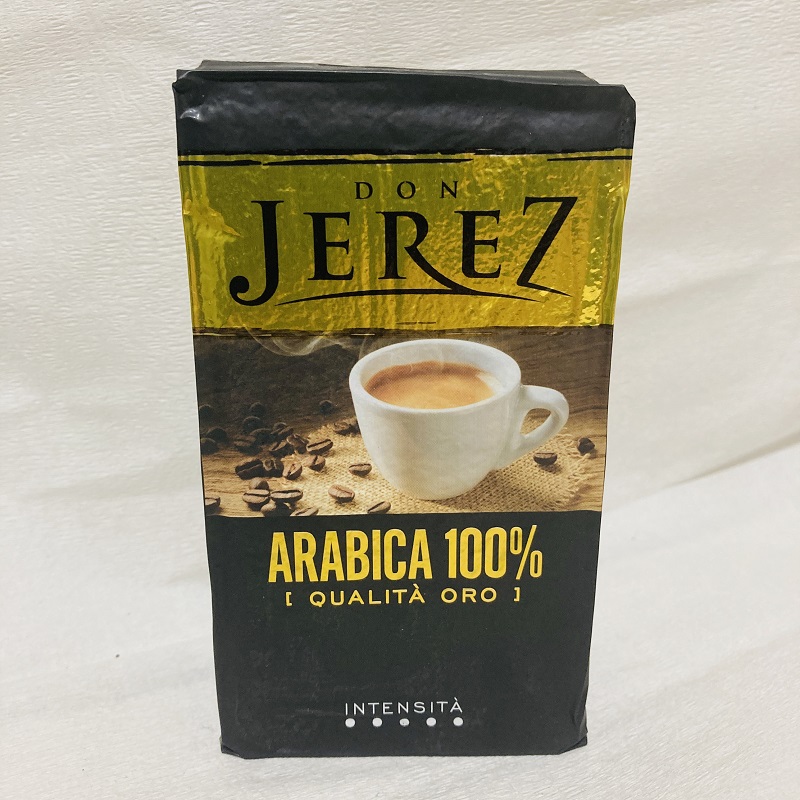 DON
JEREZ
ARABICA 100%
[ QUALITÀ ORO ]
INTENSITÀ